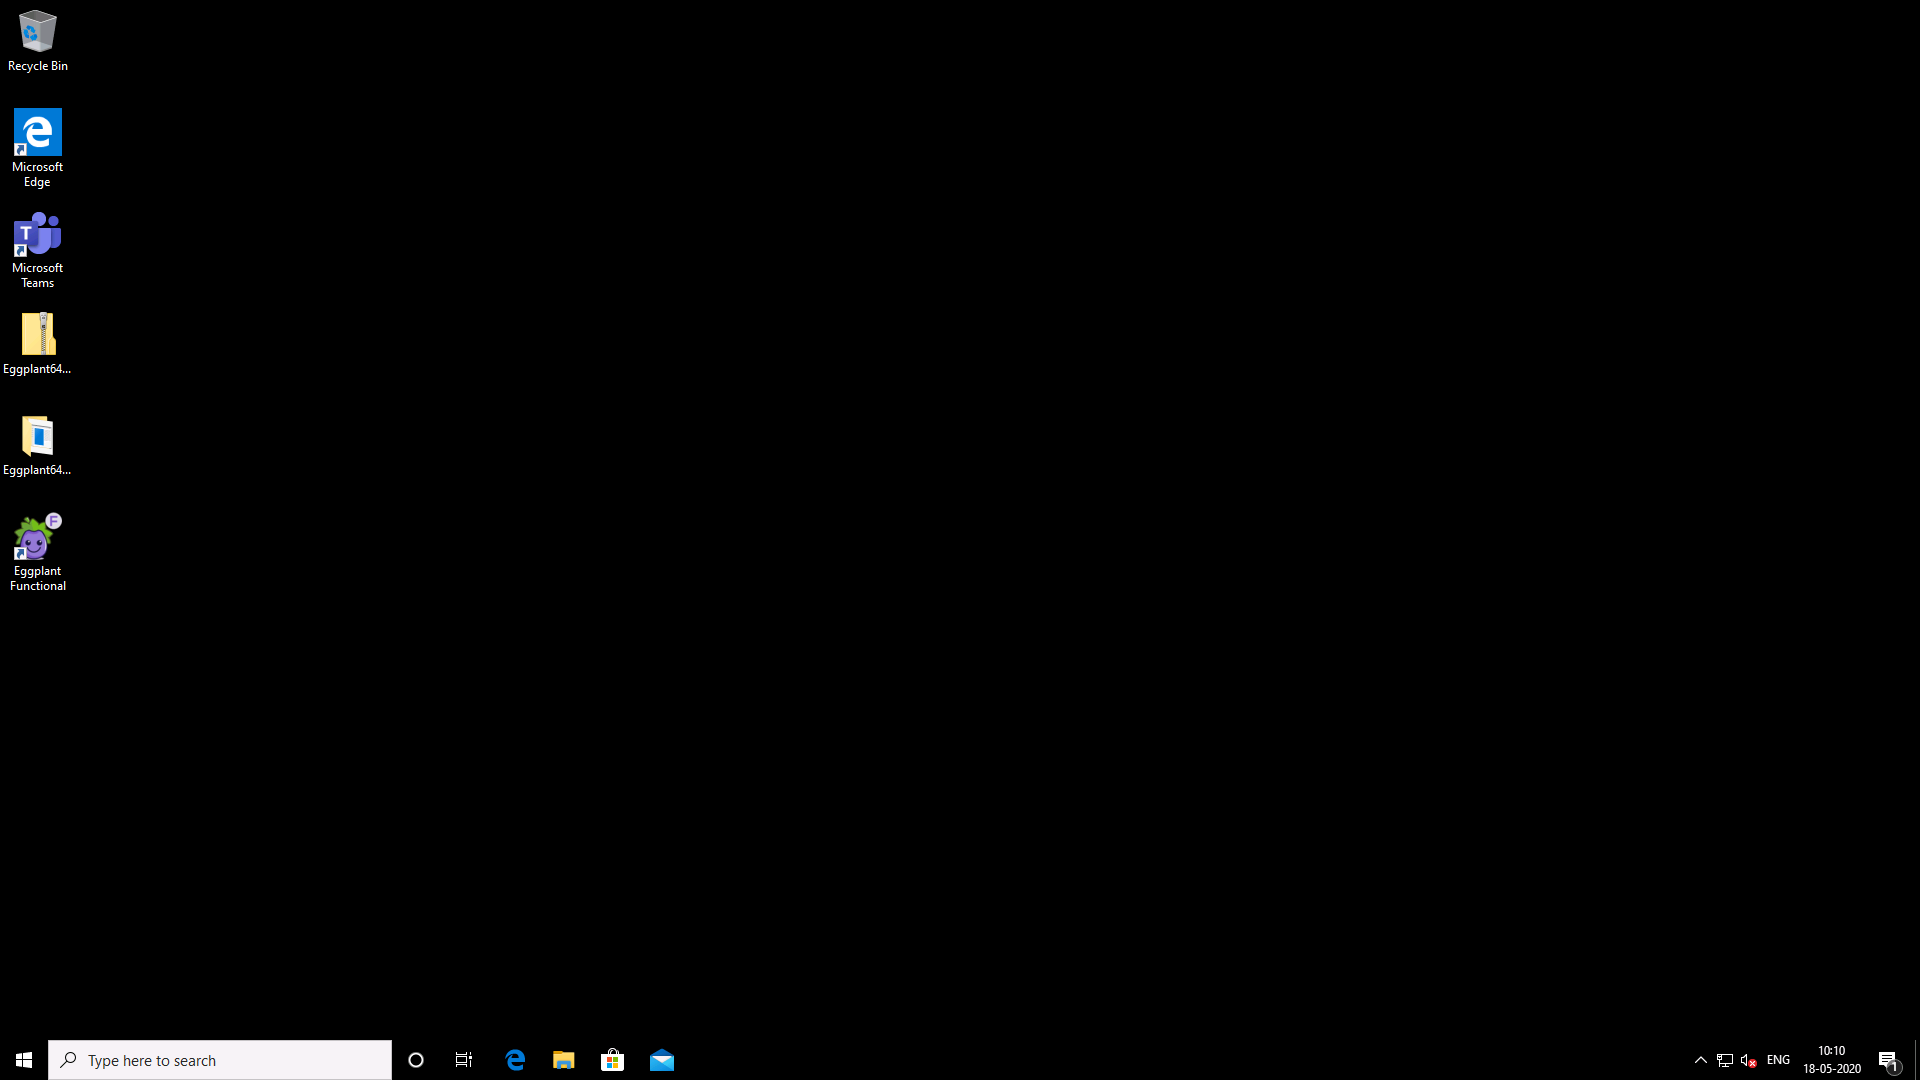 Recycle Bin
Microsoft
Edge
T
Microsoft
Teams
Eggplant64...
Eggplant64...
F
Eggplant
Functional
Type here to search
ENG
10:10
18-05-2020
1